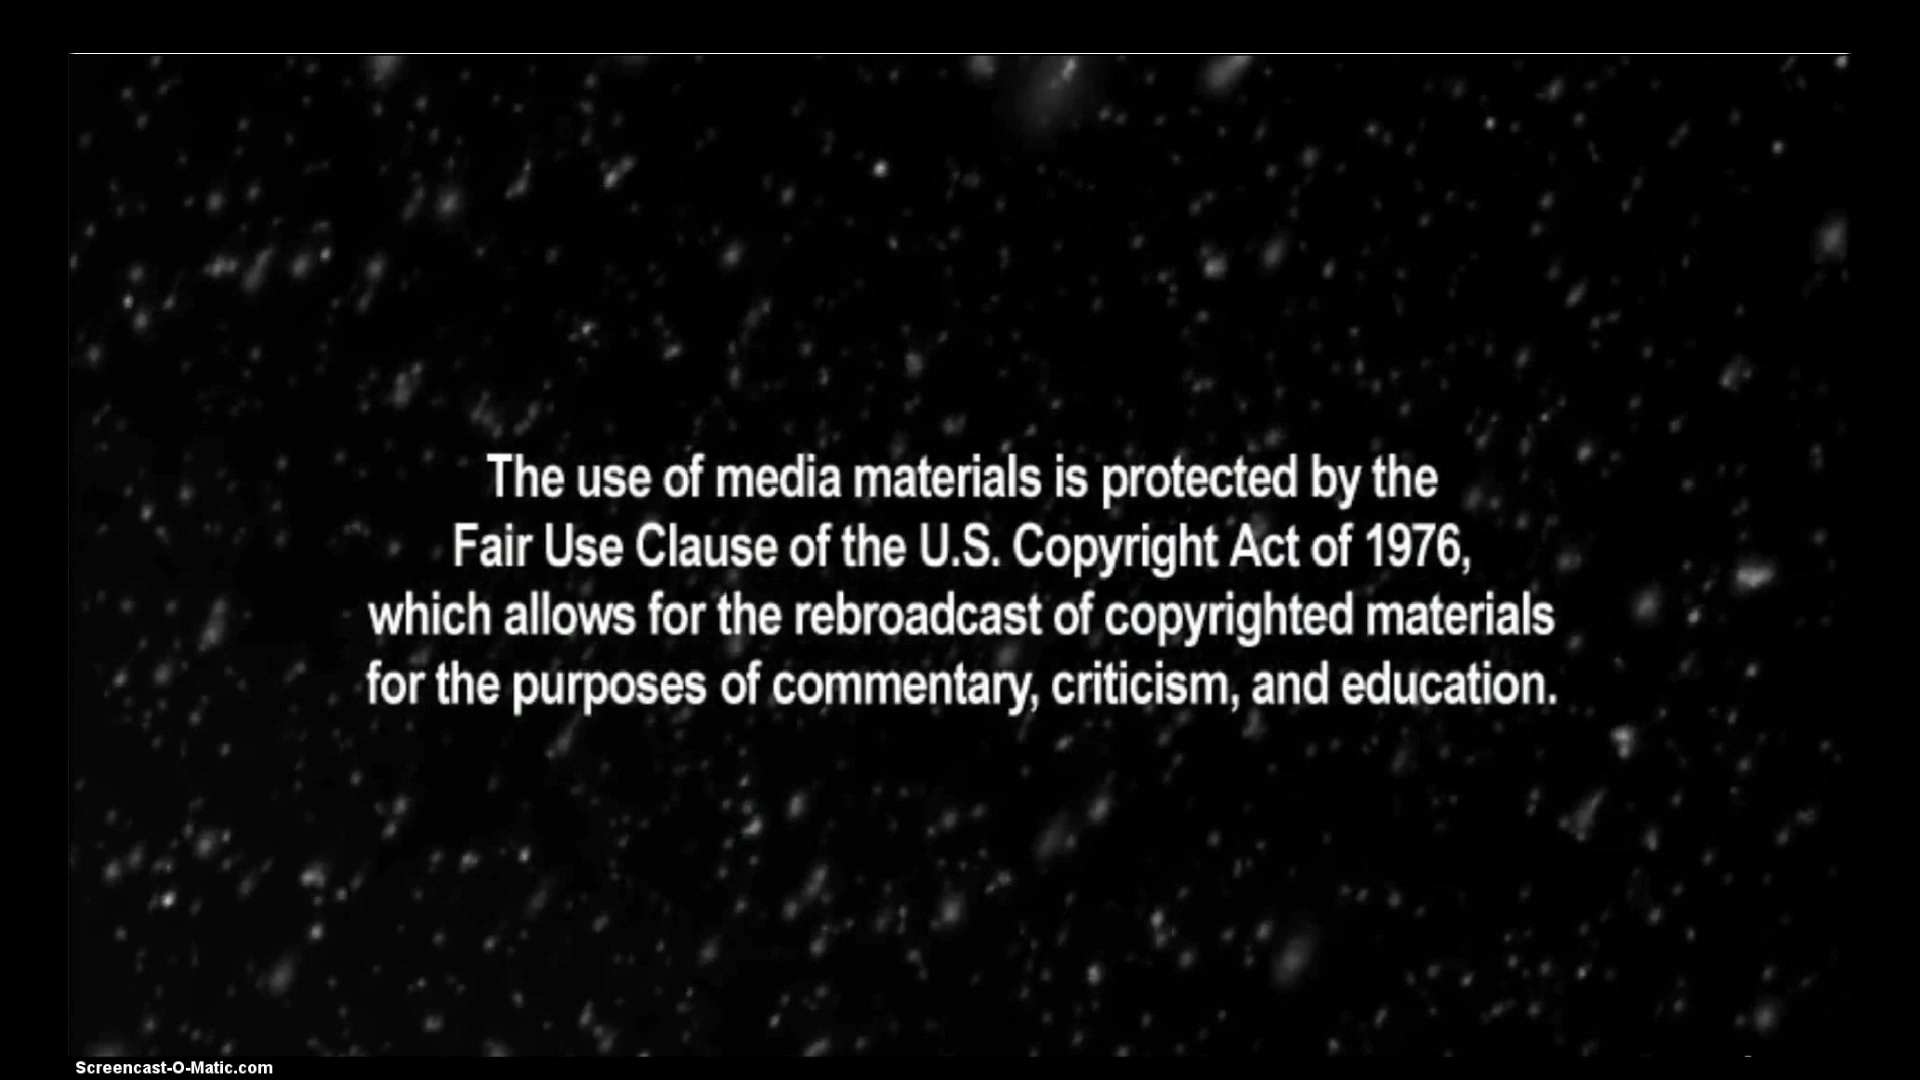 The use of media materials is protected by the
Fair Use Clause of the U.S. Copyright Act of 1976,
which allows for the rebroadcast of copyrighted materials
for the purposes of commentary, criticism, and education.
Screencast-O-Matic.com